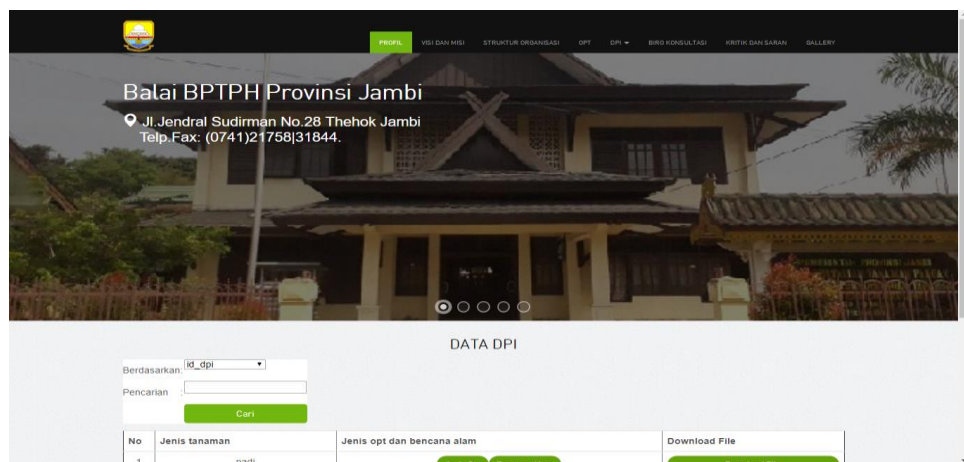 PROFIL VISI DAN MISI STRUKTUR ORGANISASI OPT DPI BIRO KONSULTASI KRITIK DAN SARAN GALLERY
Balai BPTPH Provinsi Jambi
Jl.Jendral Sudirman No.28 Thehok Jambi
Telp.Fax: (0741)21758|31844.
DATA DPI
Berdasarkan: id_dpi
Pencarian :
Cari
No Jenis tanaman Jenis opt dan bencana alam Download File
1 padi